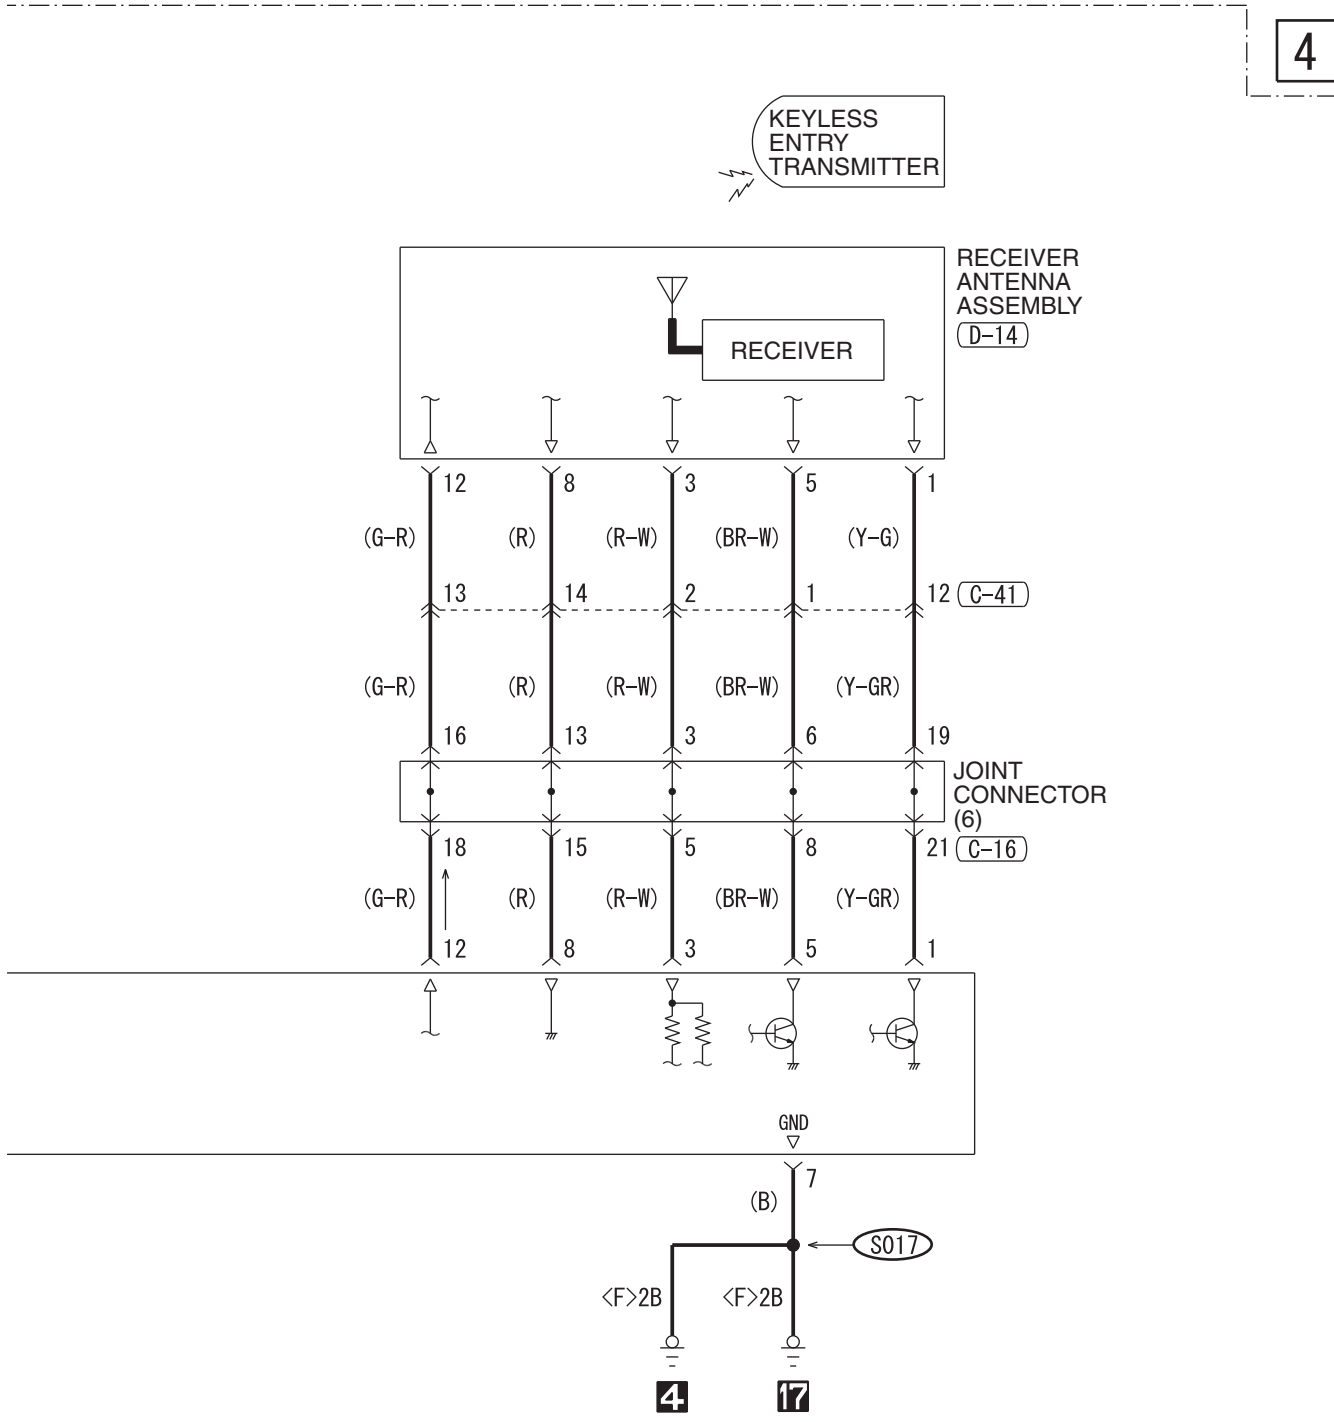 4
KEYLESS
ENTRY
TRANSMITTER
RECEIVER
ANTENNA
ASSEMBLY
D-14
RECEIVER
12 8 3 5 1
(G-R) (R) (R-W) (BR-W) (Y-G)
13 14 2 1 12 C-41
(G-R) (R) (R-W) (BR-W) (Y-GR)
16 13 3 6 19
JOINT
CONNECTOR
(6)
18 15 5 8 21 C-16
(G-R) (R) (R-W) (BR-W) (Y-GR)
12 8 3 5 1
GND
7
(B)
S017
<F>2B <F>2B
4 17